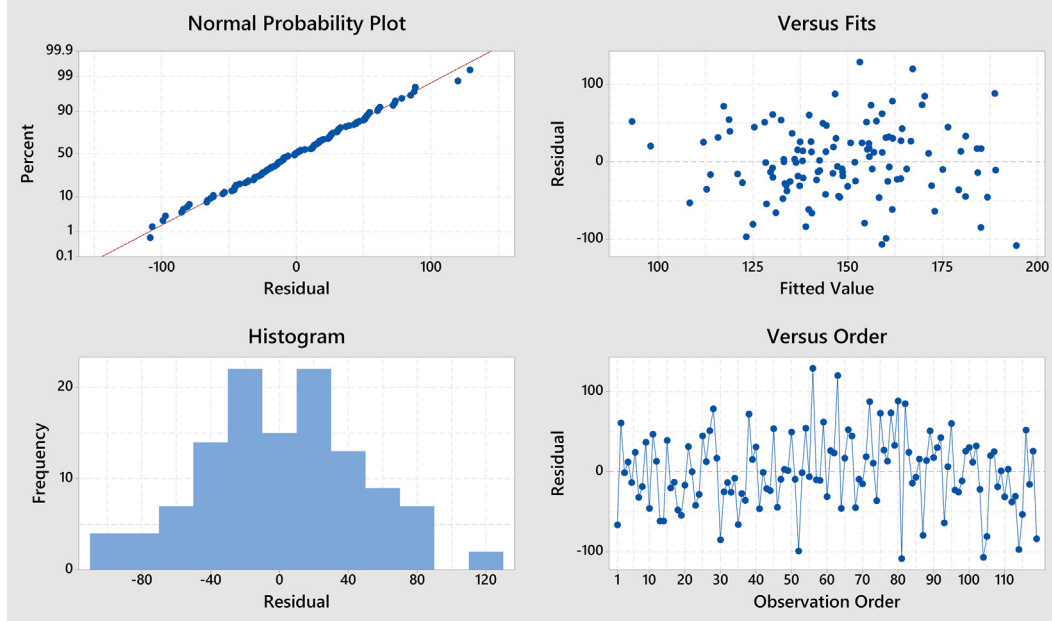 Normal Probability Plot
99.9
99
90
50
10
1
0.1
Percent
-100 0 100
Residual
Versus Fits
100
0
-100
Residual
100 125 150 175 200
Fitted Value
Histogram
20
10
0
Frequency
-80 -40 0 40 80 120
Residual
Versus Order
100
0
-100
Residual
1 10 20 30 40 50 60 70 80 90 100 110
Observation Order